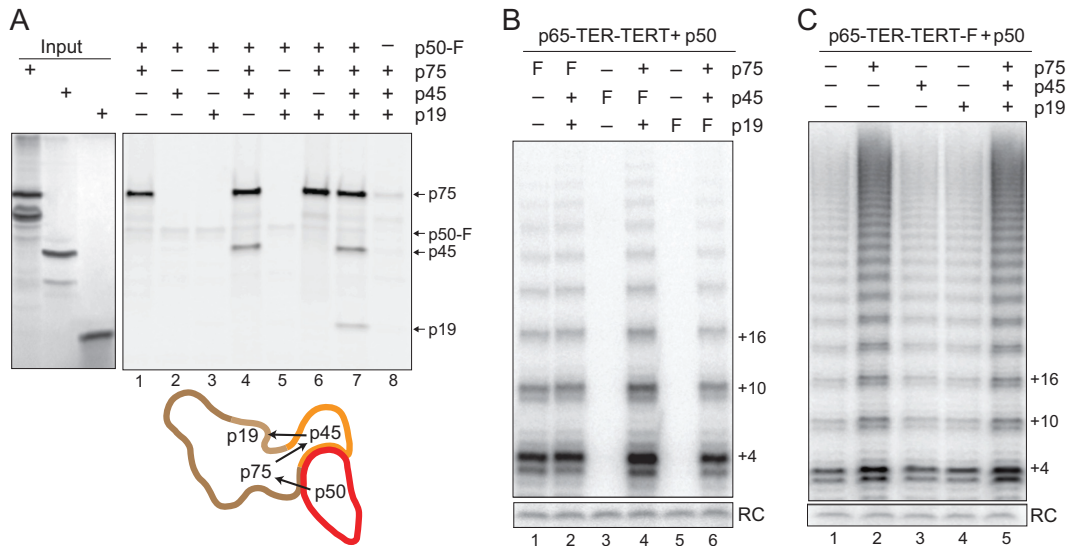 A
Input
+
+
+
+ + + + + + + – p50-F
+ – – + – + + + p75
– + – + + – + + p45
– – + – + + + + p19
p75
p50-F
p45
p19
1 2 3 4 5 6 7 8
p19 p45
p75
p50
B
p65-TER-TERT+ p50
F F – + – + p75
– + F F – + p45
– + – + F F p19
+16
+10
+4
RC
1 2 3 4 5 6
C
p65-TER-TERT-F+p50
– + – – + p75
– – + – + p45
– – – + + p19
+16
+10
+4
RC
1 2 3 4 5